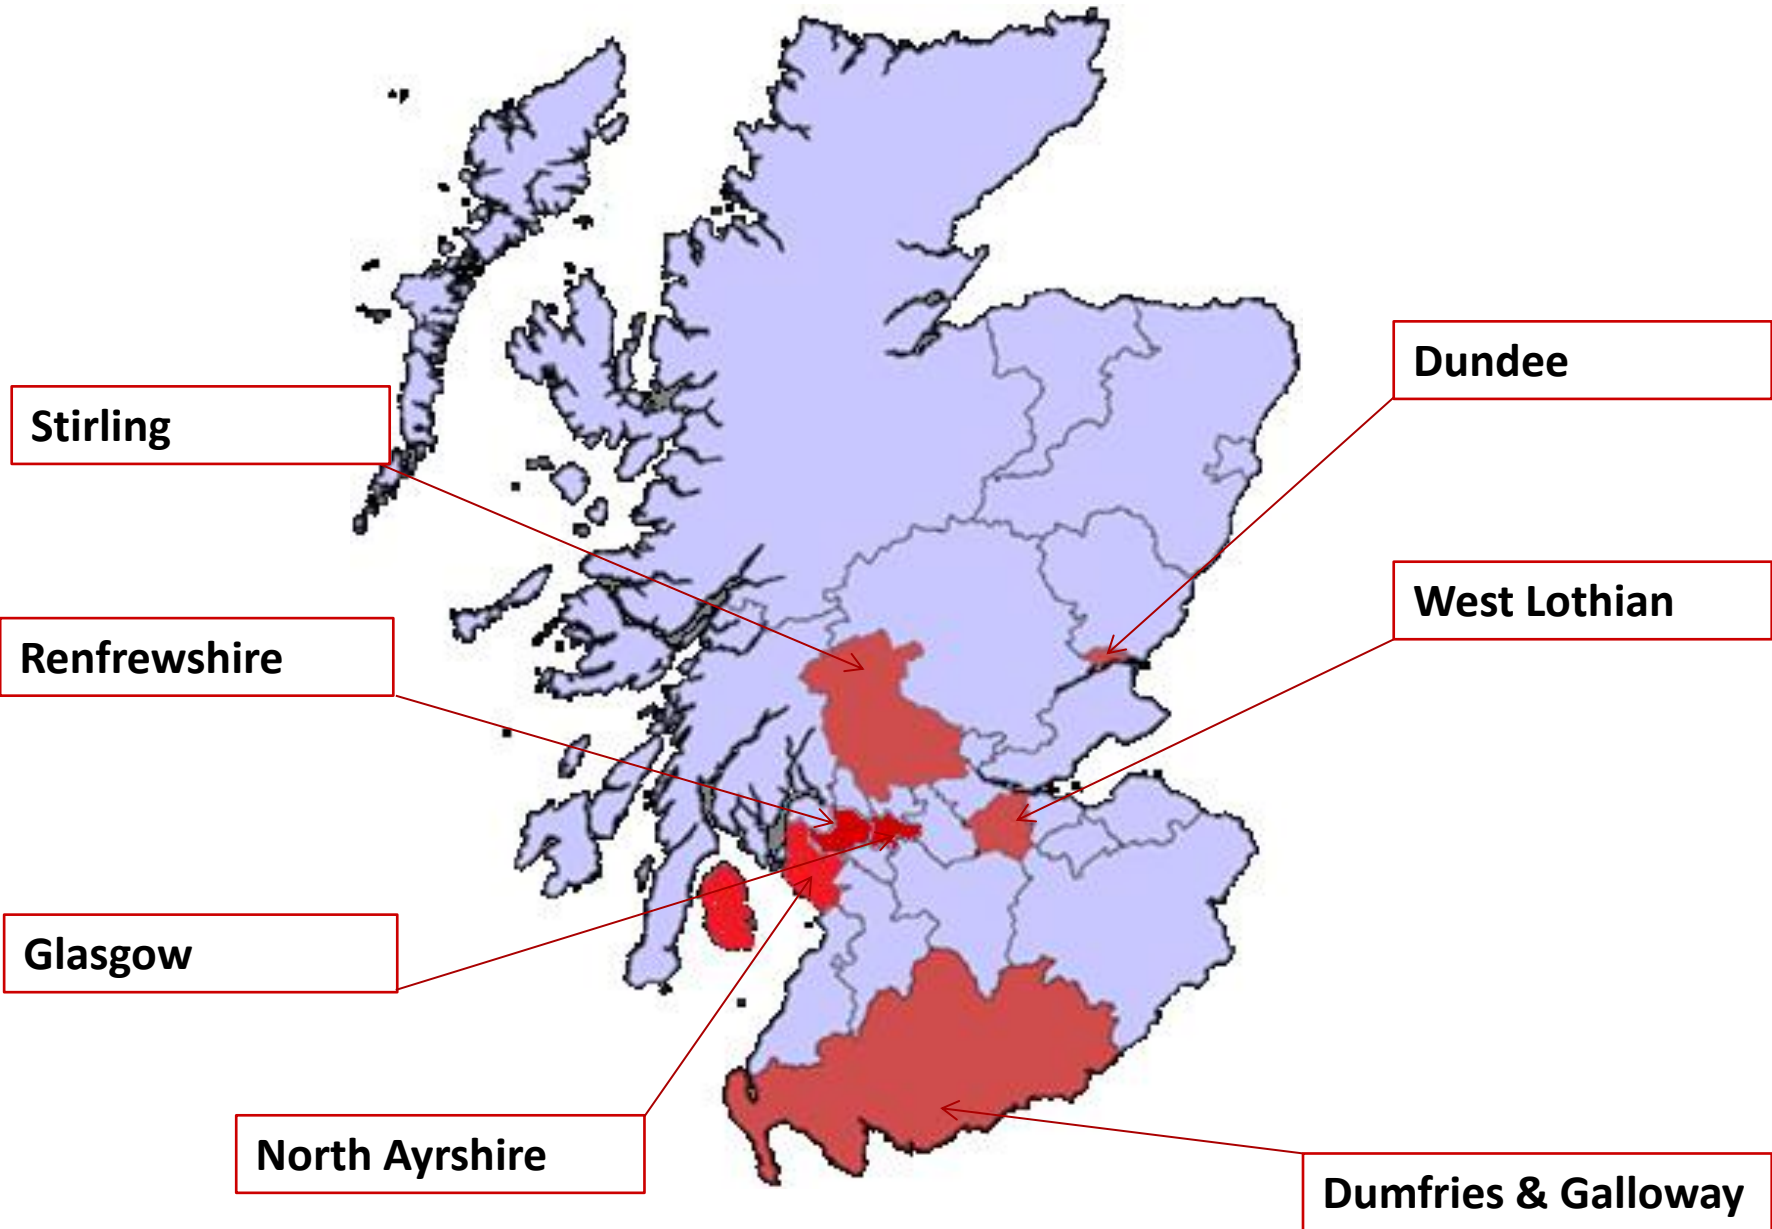 Dundee
Stirling
West Lothian
Renfrewshire
Glasgow
North Ayrshire
Dumfries & Galloway